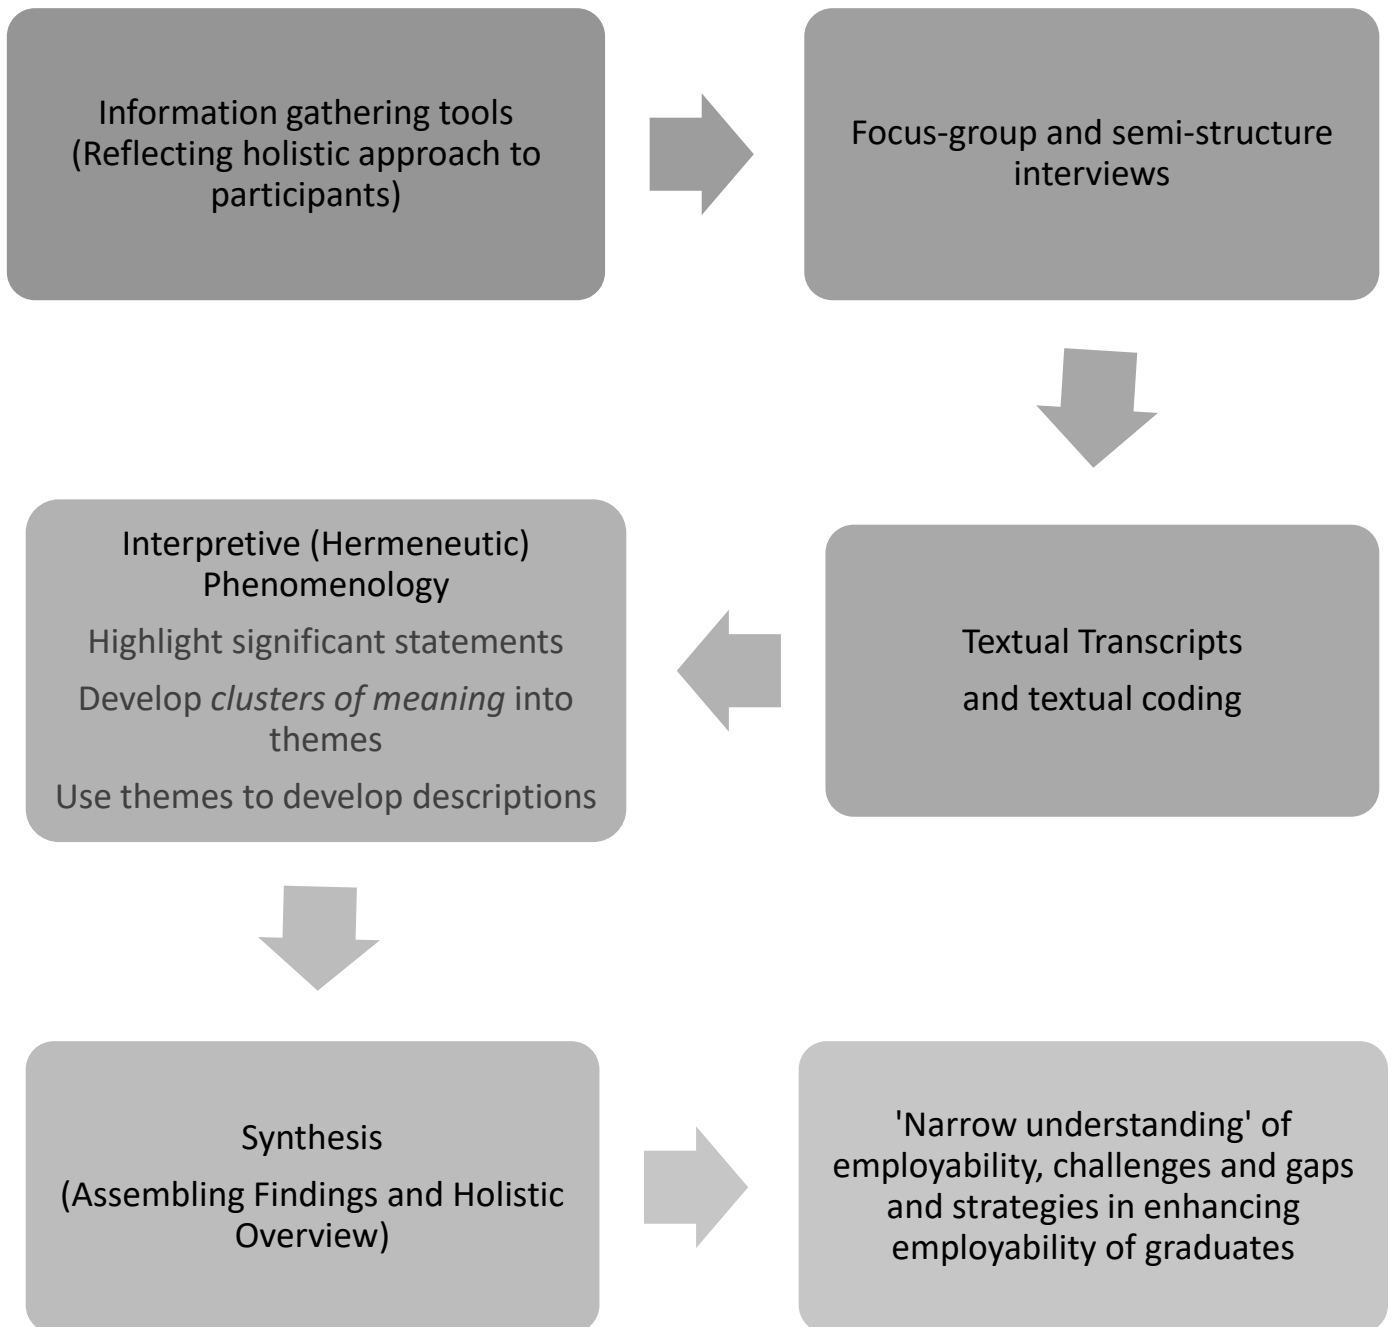 Information gathering tools
(Reflecting holistic approach to
participants)
Focus-group and semi-structure
interviews
Textual Transcripts
and textual coding
Interpretive (Hermeneutic)
Phenomenology
Highlight significant statements
Develop clusters of meaning into
themes
Use themes to develop descriptions
Synthesis
(Assembling Findings and Holistic
Overview)
'Narrow understanding' of
employability, challenges and gaps
and strategies in enhancing
employability of graduates